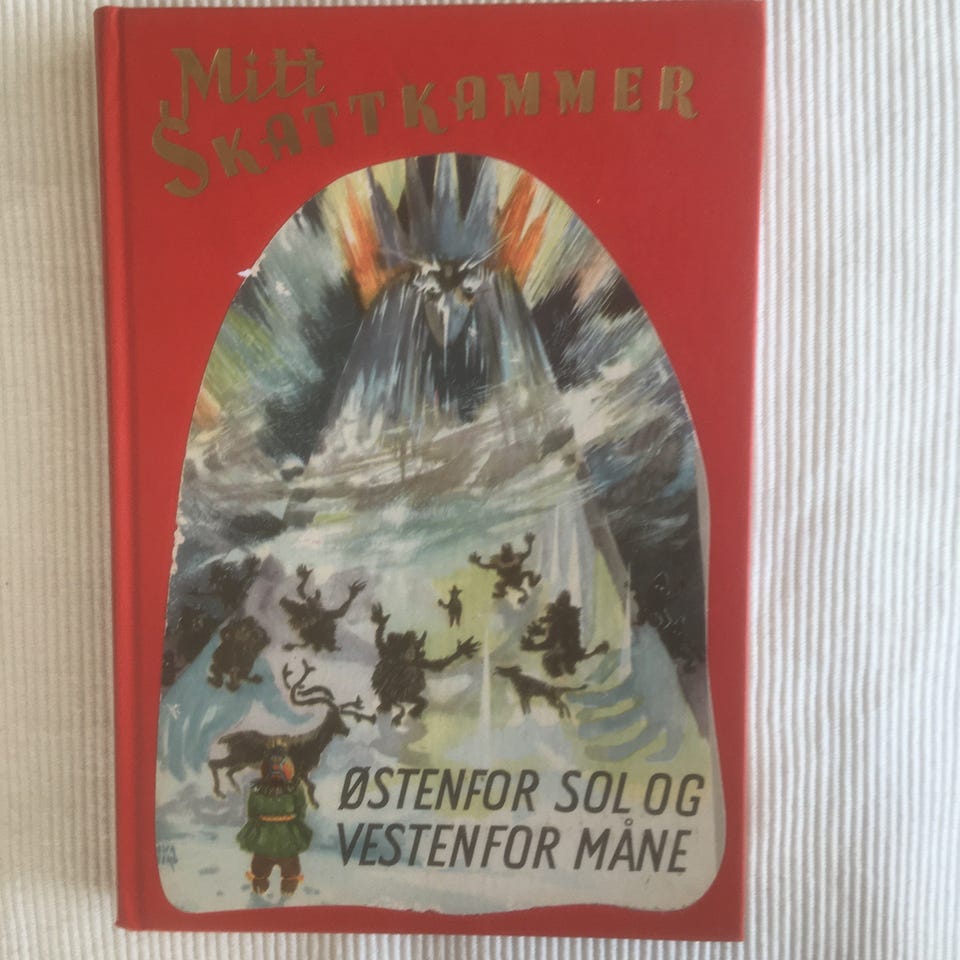 Mitt
SKATTKAMMER
ØSTENFOR SOL OG
VESTENFOR MÅNE